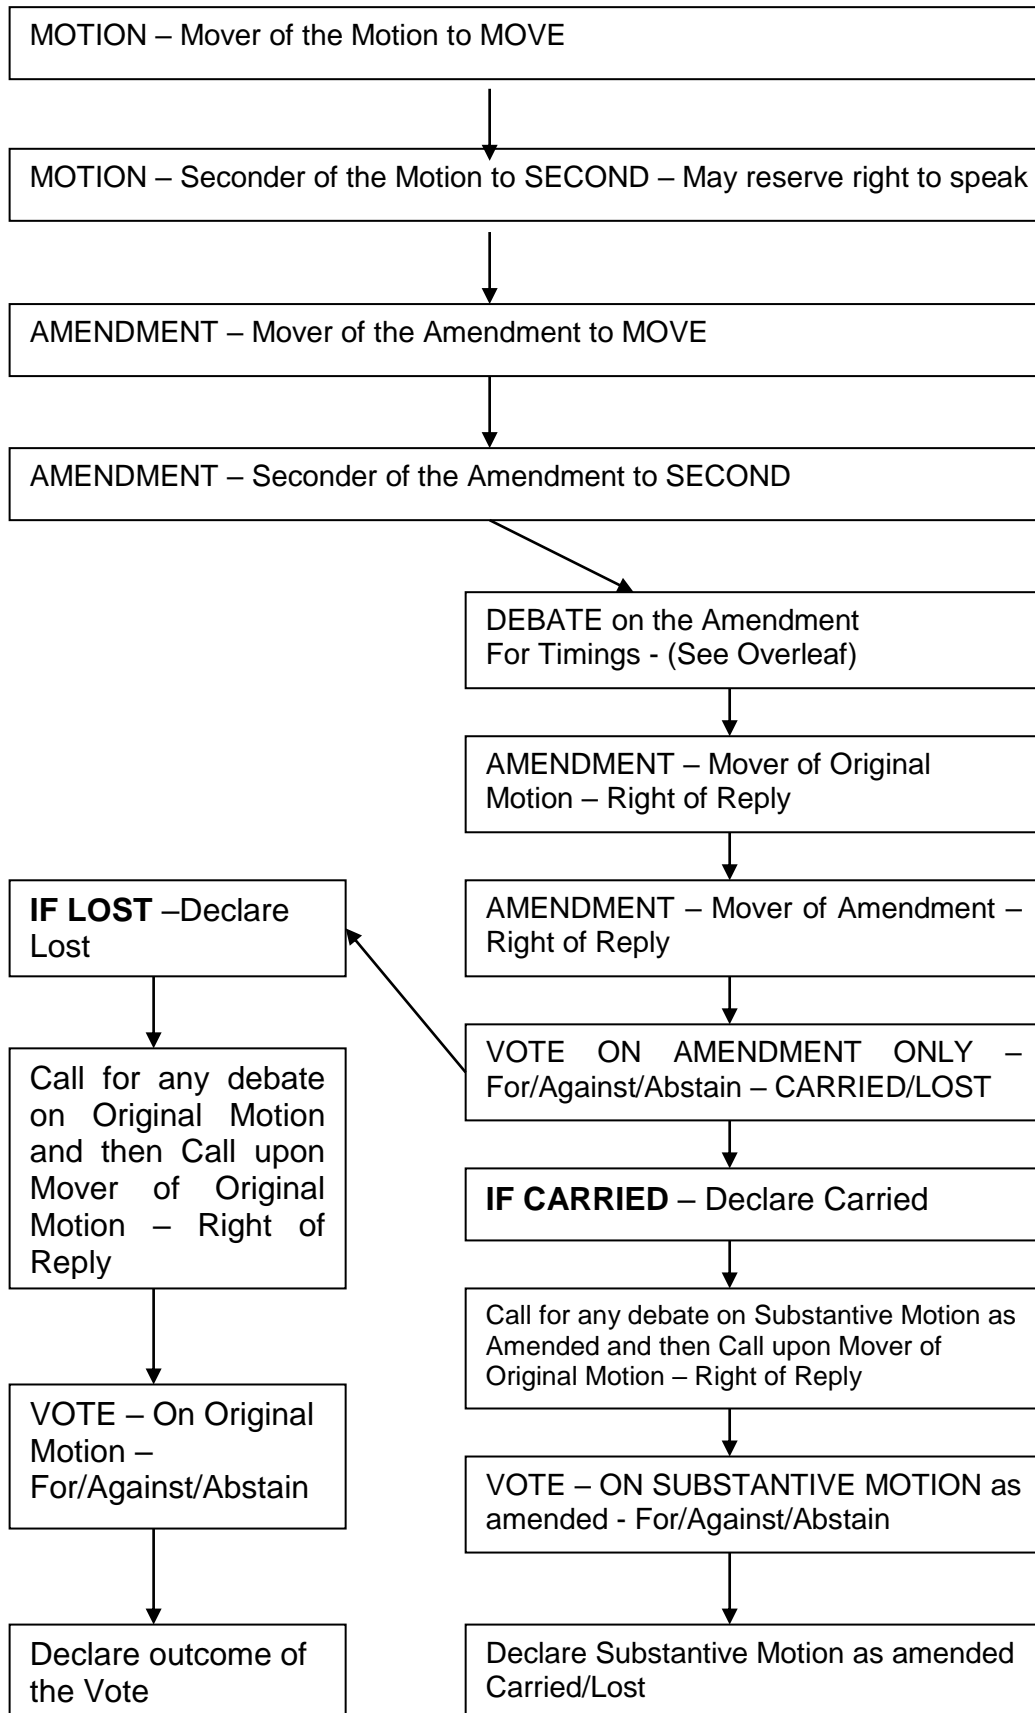 MOTION – Mover of the Motion to MOVE
MOTION – Seconder of the Motion to SECOND – May reserve right to speak
AMENDMENT – Mover of the Amendment to MOVE
AMENDMENT – Seconder of the Amendment to SECOND
DEBATE on the Amendment
For Timings - (See Overleaf)
AMENDMENT – Mover of Original
Motion – Right of Reply
AMENDMENT – Mover of Amendment –
Right of Reply
VOTE ON AMENDMENT ONLY –
For/Against/Abstain – CARRIED/LOST
IF LOST –Declare
Lost
Call for any debate
on Original Motion
and then Call upon
Mover of Original
Motion – Right of
Reply
VOTE – On Original
Motion –
For/Against/Abstain
Declare outcome of
the Vote
IF CARRIED – Declare Carried
Call for any debate on Substantive Motion as
Amended and then Call upon Mover of
Original Motion – Right of Reply
VOTE – ON SUBSTANTIVE MOTION as
amended - For/Against/Abstain
Declare Substantive Motion as amended
Carried/Lost